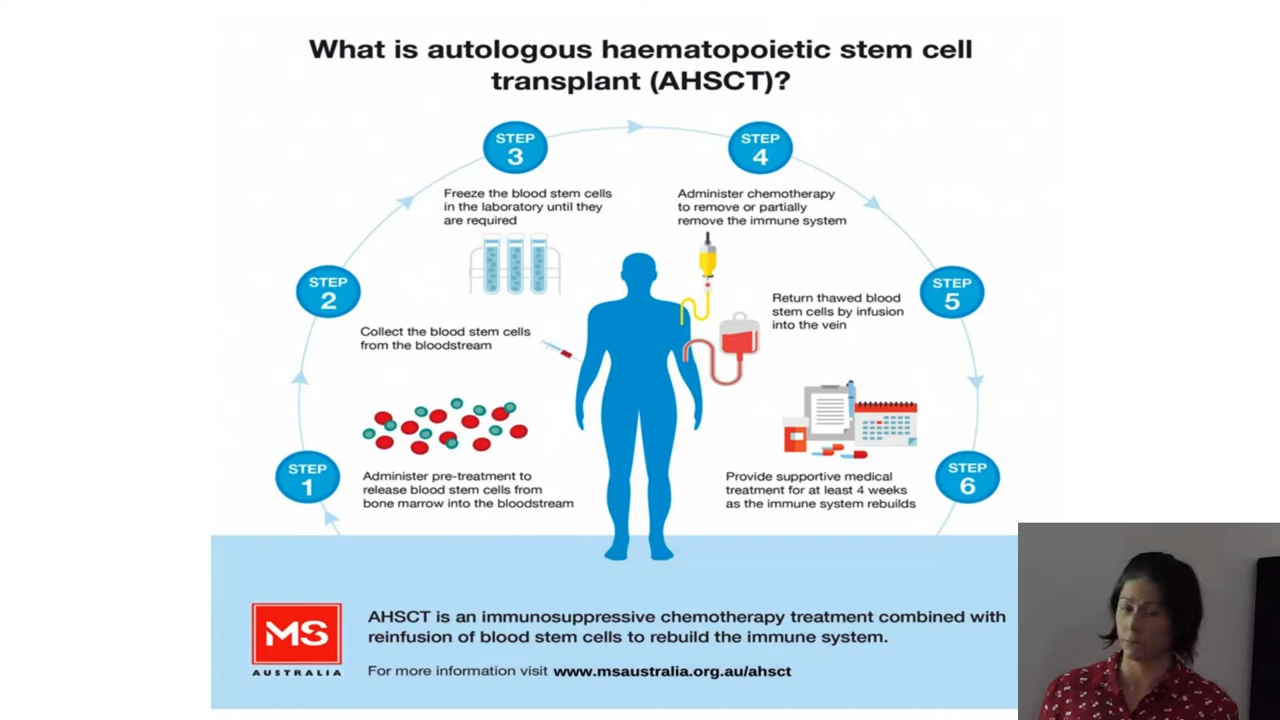 What is autologous haematopoietic stem cell
transplant (AHSCT)?
STEP
1
Administer pre-treatment to
release blood stem cells from
bone marrow into the bloodstream
STEP
2
Collect the blood stem cells
from the bloodstream
STEP
3
Freeze the blood stem cells
in the laboratory until they
are required
STEP
4
Administer chemotherapy
to remove or partially
remove the immune system
STEP
5
Return thawed blood
stem cells by infusion
into the vein
STEP
6
Provide supportive medical
treatment for at least 4 weeks
as the immune system rebuilds
MS
AUSTRALIA
AHSCT is an immunosuppressive chemotherapy treatment combined with
reinfusion of blood stem cells to rebuild the immune system.
For more information visit www.msaustralia.org.au/ahsct